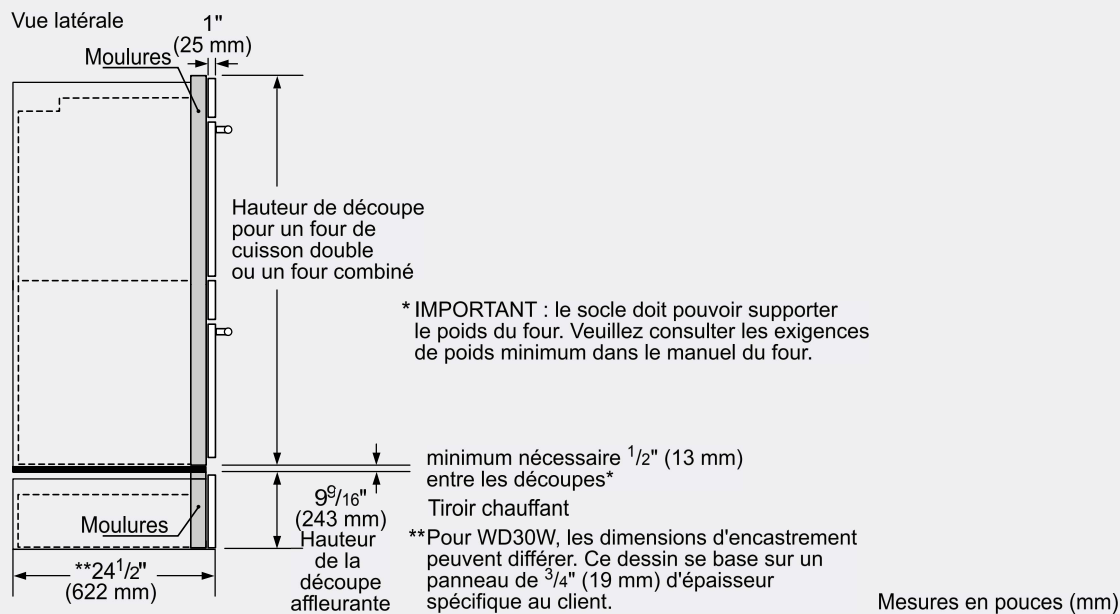 Vue latérale
1"
(25 mm)
Moulures
Hauteur de découpe
pour un four de
cuisson double
ou un four combiné
* IMPORTANT : le socle doit pouvoir supporter
le poids du four. Veuillez consulter les exigences
de poids minimum dans le manuel du four.
minimum nécessaire 1/2" (13 mm)
entre les découpes*
Tiroir chauffant
9 9/16"
(243 mm)
Hauteur
de la
découpe
affleurante
Moulures
**24 1/2"
(622 mm)
**Pour WD30W, les dimensions d'encastrement
peuvent différer. Ce dessin se base sur un
panneau de 3/4" (19 mm) d'épaisseur
spécifique au client.
Mesures en pouces (mm)